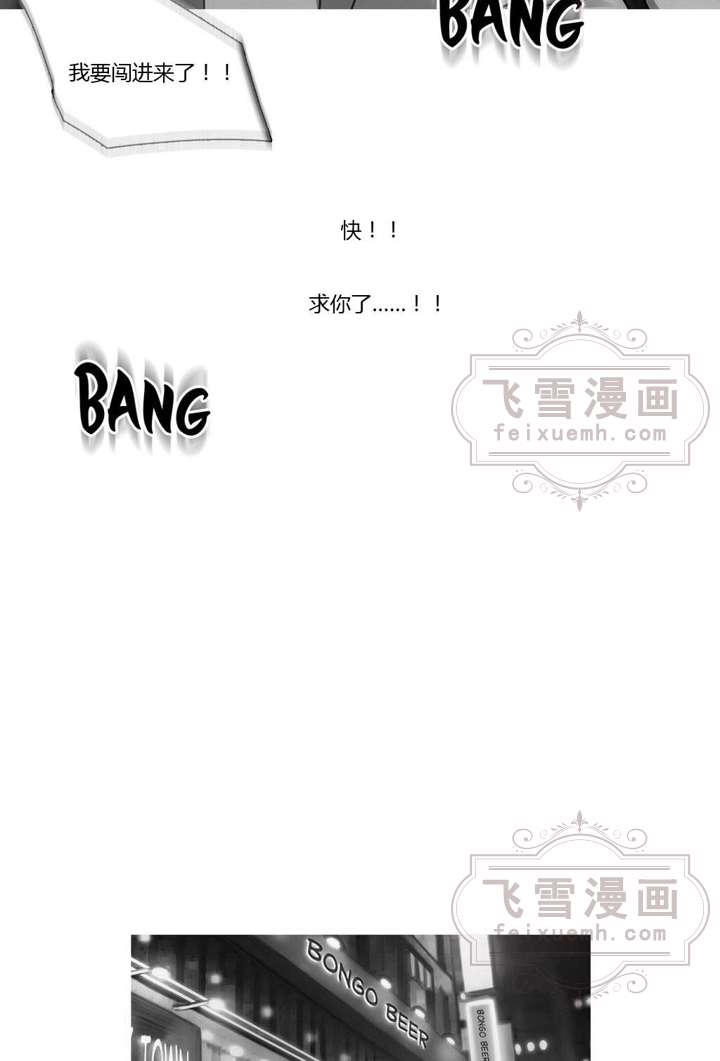 BANG
我要闯进来了！！
快！！
求你了......！！
BANG
飞雪漫画
feixuemh.com
飞雪漫画
feixuemh.com
BONGO BEER
BONGO BEER
TOWN